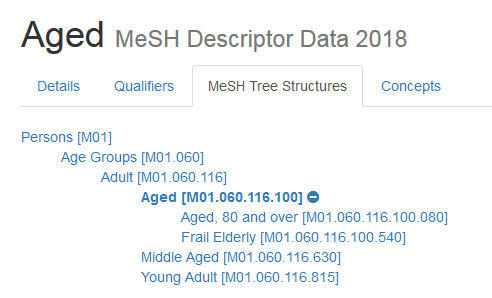 Aged MeSH Descriptor Data 2018
Details Qualifiers MeSH Tree Structures Concepts
Persons [M01]
Age Groups [M01.060]
Adult [M01.060.116]
Aged [M01.060.116.100]
Aged, 80 and over [M01.060.116.100.080]
Frail Elderly [M01.060.116.100.540]
Middle Aged [M01.060.116.630]
Young Adult [M01.060.116.815]